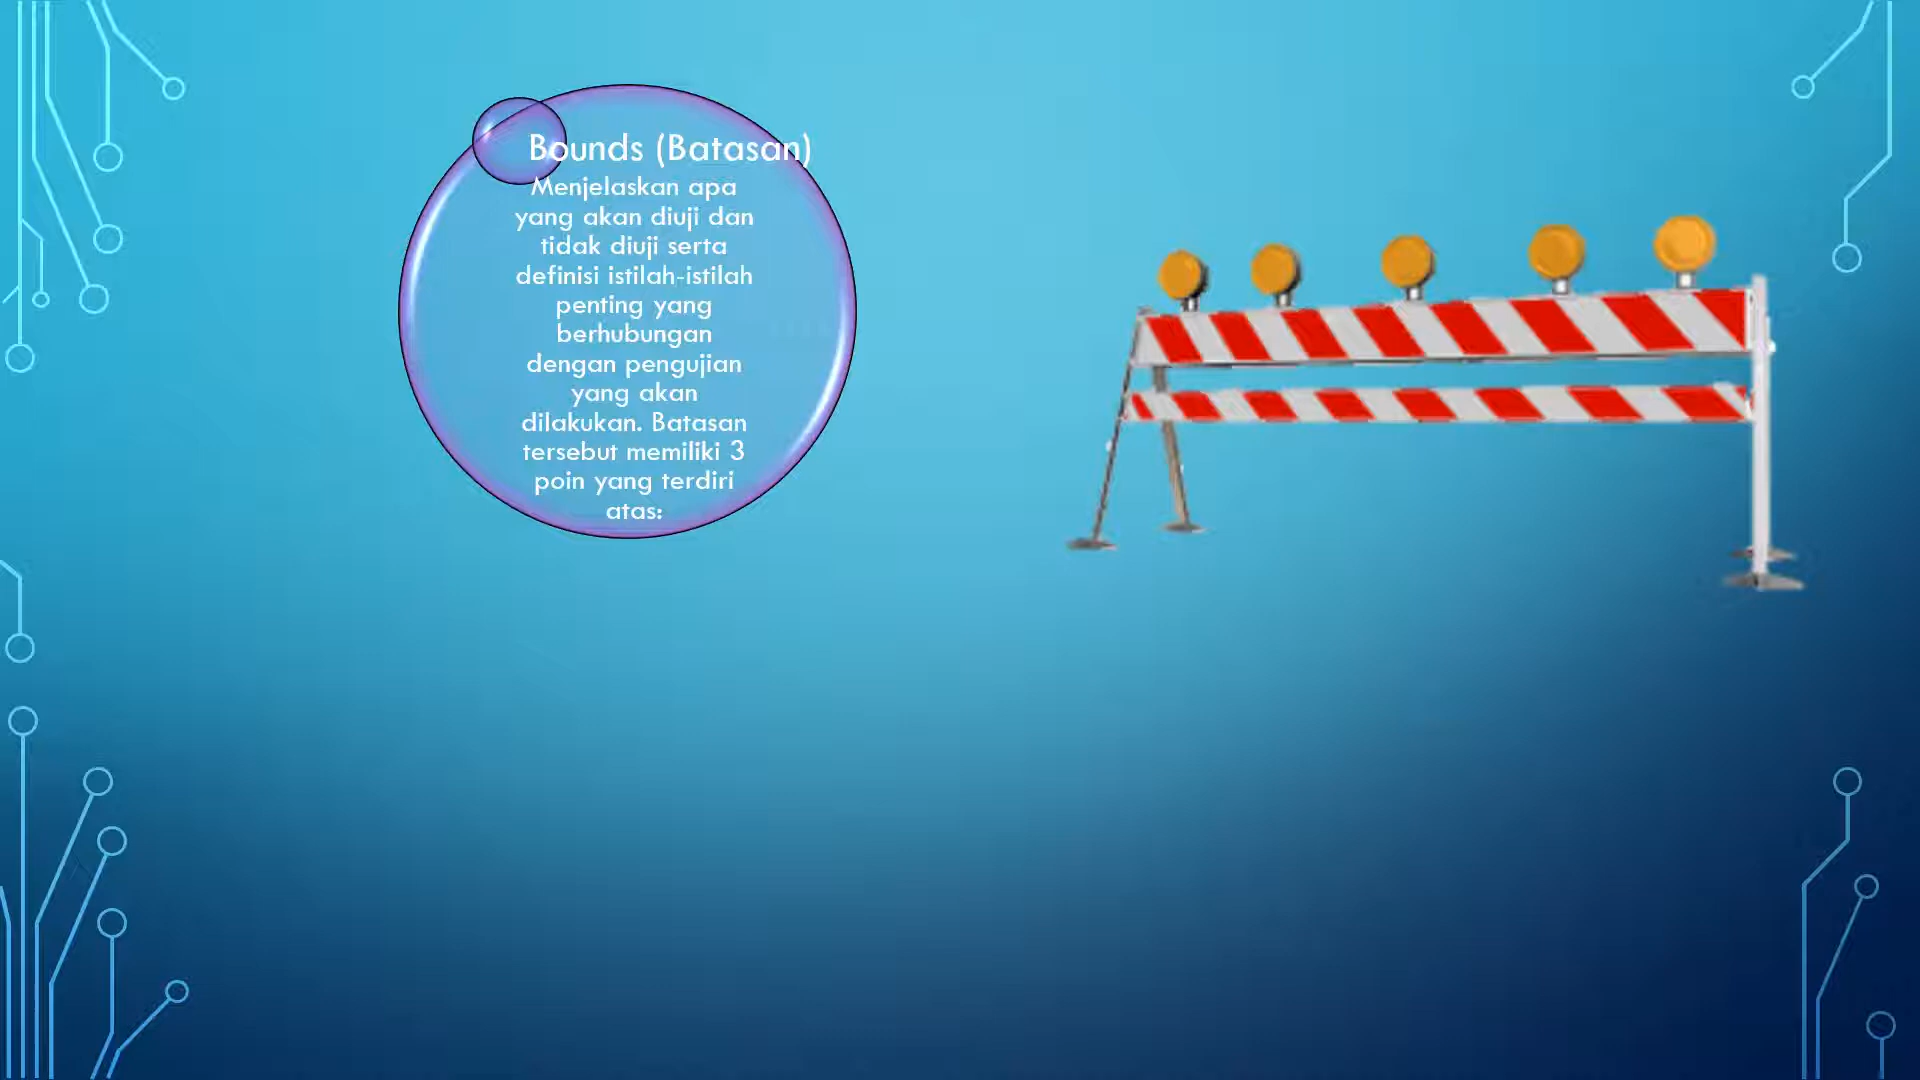 Bounds (Batasan)
Menjelaskan apa
yang akan diuji dan
tidak diuji serta
definisi istilah-istilah
penting yang
berhubungan
dengan pengujian
yang akan
dilakukan. Batasan
tersebut memiliki 3
poin yang terdiri
atas: